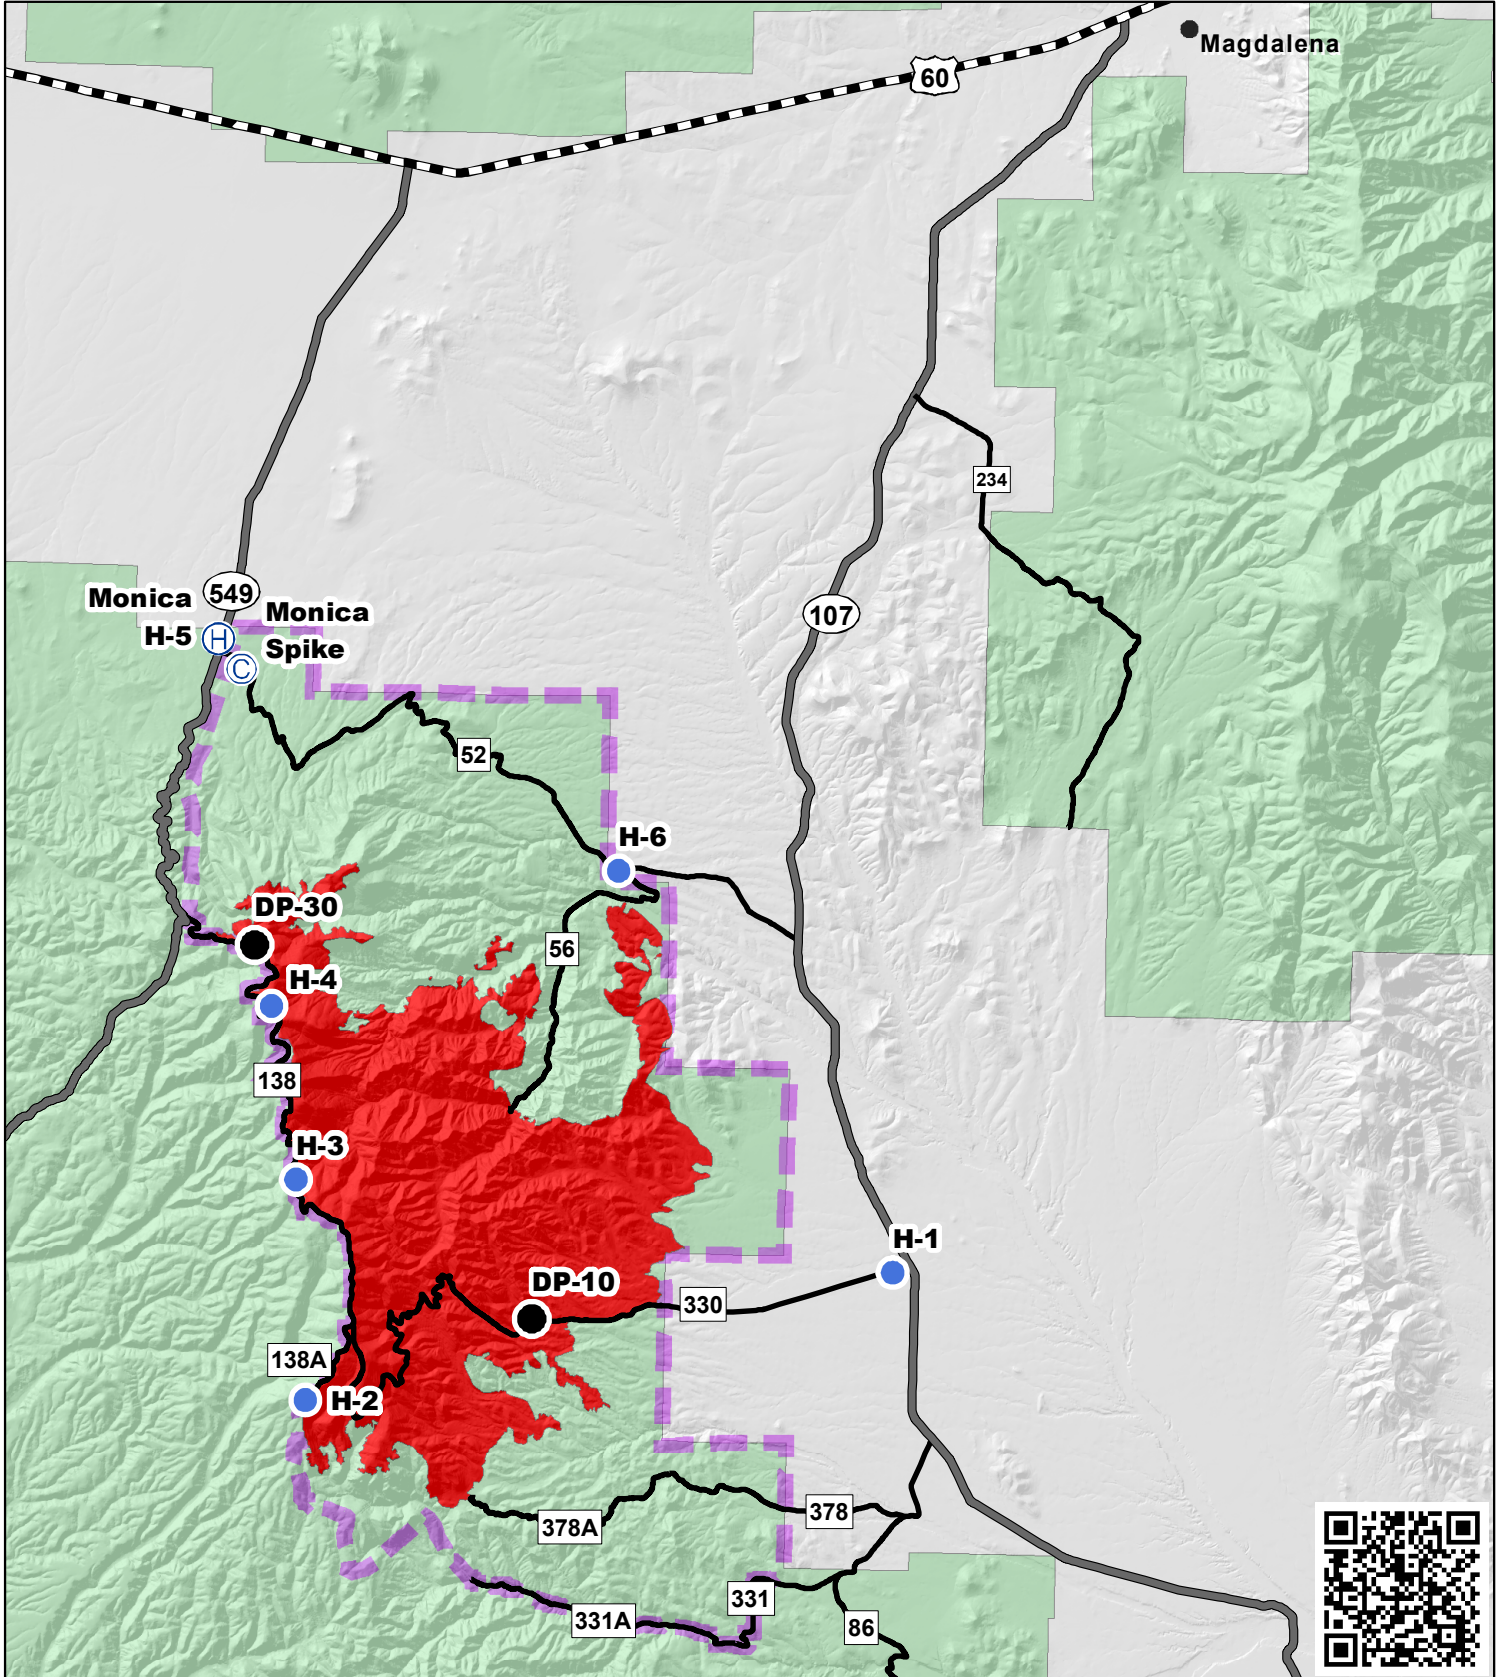 Magdalena
60
234
549
Monica
H-5
H
Monica
Spike
C
107
52
H-6
DP-30
56
H-4
138
H-3
H-1
DP-10
330
138A
H-2
378
378A
331
331A
86